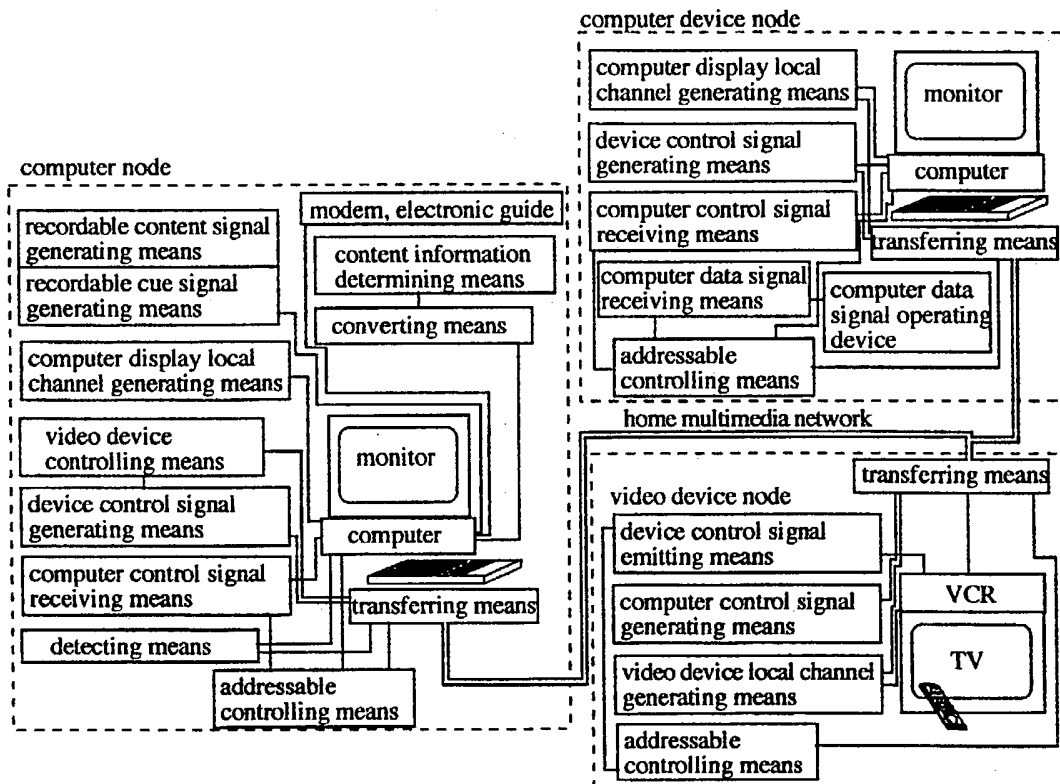 computer device node
computer display local
channel generating means
monitor
device control signal
generating means
computer
computer control signal
receiving means
transferring means
computer data signal
receiving means
computer data
signal operating
device
addressable
controlling means
computer node
modem, electronic guide
recordable content signal
generating means
content information
determining means
recordable cue signal
generating means
converting means
computer display local
channel generating means
video device
controlling means
monitor
device control signal
generating means
computer
computer control signal
receiving means
transferring means
detecting means
addressable
controlling means
home multimedia network
transferring means
video device node
device control signal
emitting means
VCR
computer control signal
generating means
TV
video device local channel
generating means
addressable
controlling means